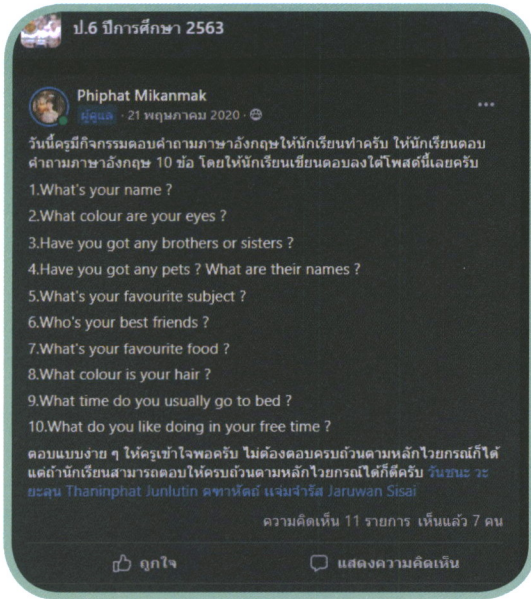 ป.6 ปีการศึกษา 2563
Phiphat Mikanmak
ผู้ดูแล · 21 พฤษภาคม 2020 ·
วันนี้ครูมีกิจกรรมตอบคำถามภาษาอังกฤษให้นักเรียนทำครับ ให้นักเรียนตอบ
คำถามภาษาอังกฤษ 10 ข้อ โดยให้นักเรียนเขียนตอบลงใต้โพสต์นี้เลยครับ
1.What's your name ?
2.What colour are your eyes ?
3.Have you got any brothers or sisters ?
4.Have you got any pets ? What are their names ?
5.What's your favourite subject ?
6.Who's your best friends ?
7.What's your favourite food ?
8.What colour is your hair ?
9.What time do you usually go to bed ?
10.What do you like doing in your free time ?
ตอบแบบง่าย ๆ ให้ครูเข้าใจพอครับ ไม่ต้องตอบครบถ้วนตามหลักไวยกรณ์ก็ได้
แต่ถ้านักเรียนสามารถตอบให้ครบถ้วนตามหลักไวยกรณ์ได้ก็ดีครับ วันชนะ วะ
ยะลุน Thaninphat Junlutin คฑาหัตถ์ แจ่มจำรัส Jaruwan Sisai
ความคิดเห็น 11 รายการ เห็นแล้ว 7 คน
ถูกใจ
แสดงความคิดเห็น